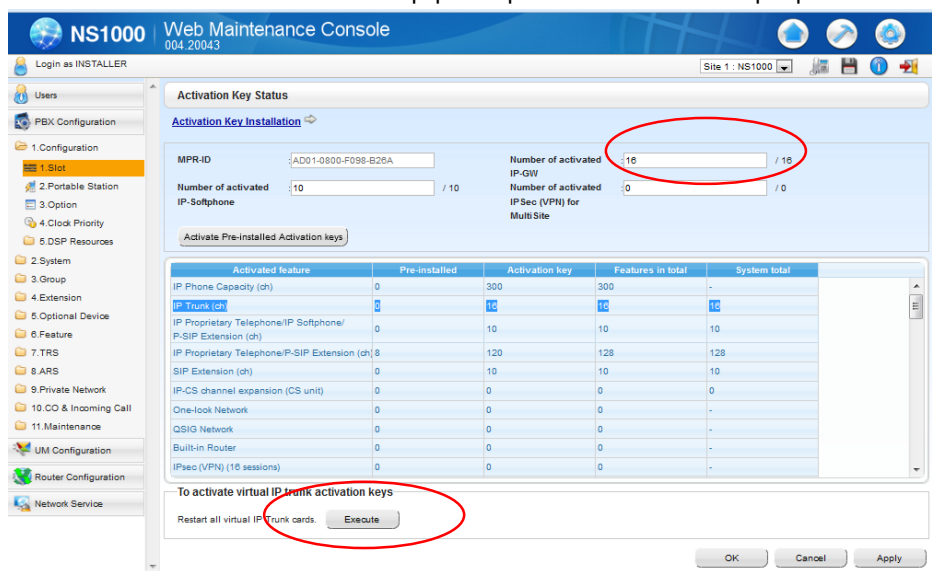 NS1000
Web Maintenance Console
004.20043
Login as INSTALLER
Site 1 : NS1000
Users
PBX Configuration
1.Configuration
1.Slot
2.Portable Station
3.Option
4.Clock Priority
5.DSP Resources
2.System
3.Group
4.Extension
5.Optional Device
6.Feature
7.TRS
8.ARS
9.Private Network
10.CO & Incoming Call
11.Maintenance
UM Configuration
Router Configuration
Network Service
Activation Key Status
Activation Key Installation
MPR-ID :AD01-0800-F098-B26A Number of activated IP-GW :16 / 16
Number of activated IP-Softphone :10 / 10 Number of activated IPSec (VPN) for MultiSite :0 / 0
Activate Pre-installed Activation keys
Activated feature Pre-installed Activation key Features in total System total
IP Phone Capacity (ch) 0 300 300 -
IP Trunk (ch) 0 16 16 16
IP Proprietary Telephone/IP Softphone/
P-SIP Extension (ch) 0 10 10 10
IP Proprietary Telephone/P-SIP Extension (ch) 8 120 128 128
SIP Extension (ch) 0 10 10 10
IP-CS channel expansion (CS unit) 0 0 0 0
One-look Network 0 0 0 -
QSIG Network 0 0 0 -
Built-in Router 0 0 0 -
IPsec (VPN) (16 sessions) 0 0 0 -
To activate virtual IP trunk activation keys
Restart all virtual IP Trunk cards. Execute
OK Cancel Apply